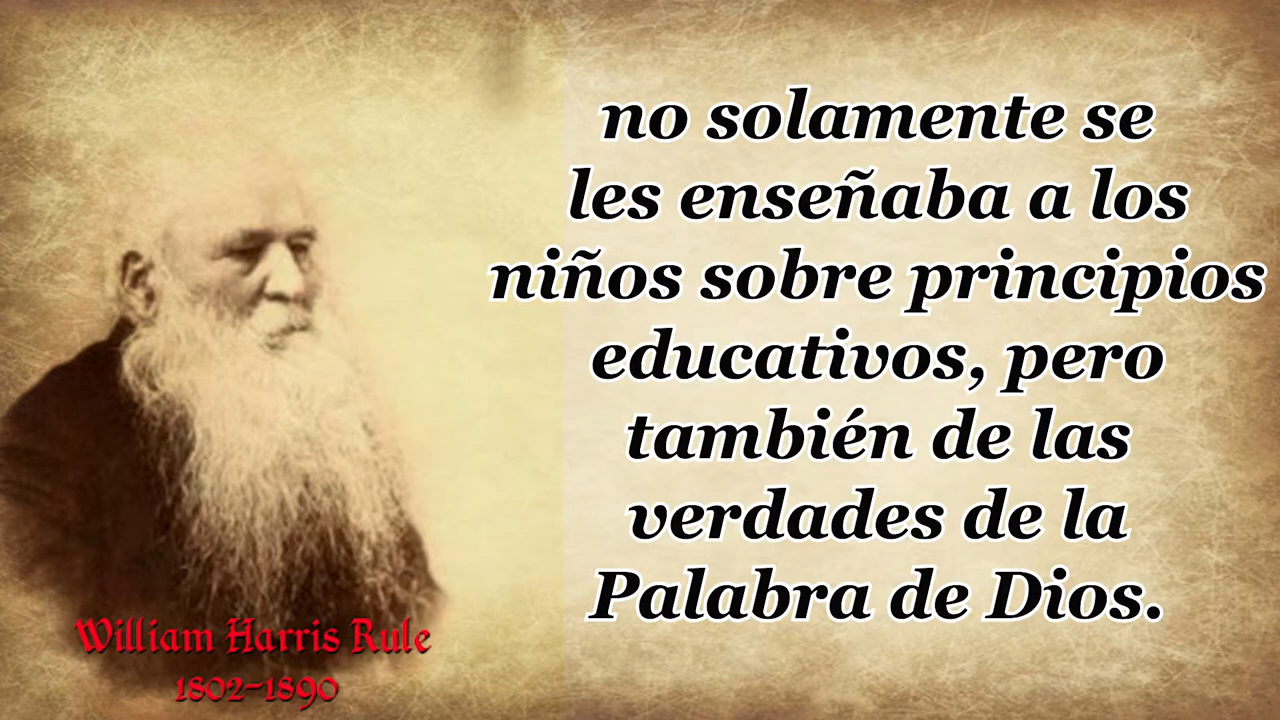 no solamente se
les enseñaba a los
niños sobre principios
educativos, pero
también de las
verdades de la
Palabra de Dios.
William Harris Rule
1802-1890